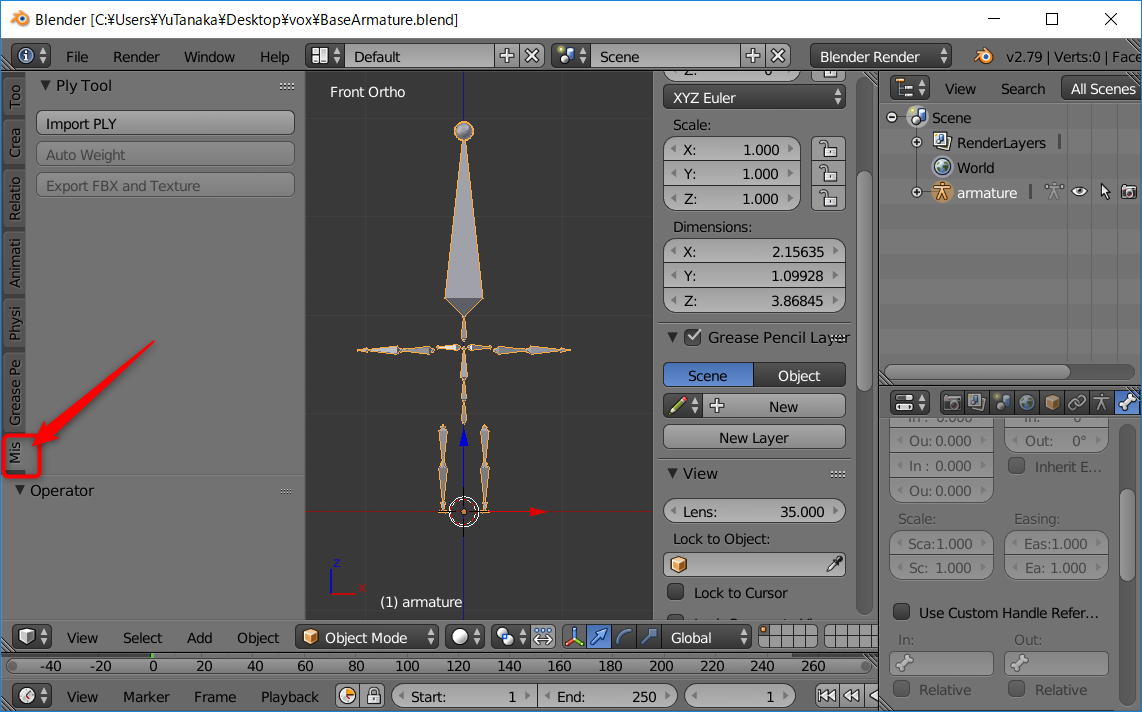 Blender [C:¥Users¥YuTanaka¥Desktop¥vox¥BaseArmature.blend]
File Render Window Help Default Scene Blender Render v2.79 | Verts:0 | Face
Too
Crea
Relatio
Animati
Physi
Grease Pe
Mis
Ply Tool
Import PLY
Auto Weight
Export FBX and Texture
Operator
Front Ortho
Z
X
(1) armature
XYZ Euler
Scale:
X: 1.000
Y: 1.000
Z: 1.000
Dimensions:
X: 2.15635
Y: 1.09928
Z: 3.86845
Grease Pencil Layer
Scene Object
New
New Layer
View
Lens: 35.000
Lock to Object:
Lock to Cursor
View Search All Scenes
Scene
RenderLayers
World
armature
Ou: 0.000
In : 0.000
Ou: 0.000
Out: 0°
Inherit E...
Scale: Easing:
Sca:1.000 Eas:1.000
Sc: 1.000 Ea: 1.000
Use Custom Handle Refer...
In: Out:
Relative Relative
View Select Add Object Object Mode Global
-40 -20 0 20 40 60 80 100 120 140 160 180 200 220 240 260
View Marker Frame Playback Start: 1 End: 250 1